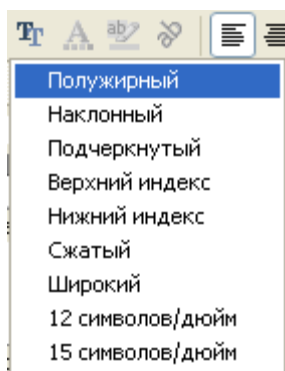 Полужирный
Наклонный
Подчеркнутый
Верхний индекс
Нижний индекс
Сжатый
Широкий
12 символов/дюйм
15 символов/дюйм